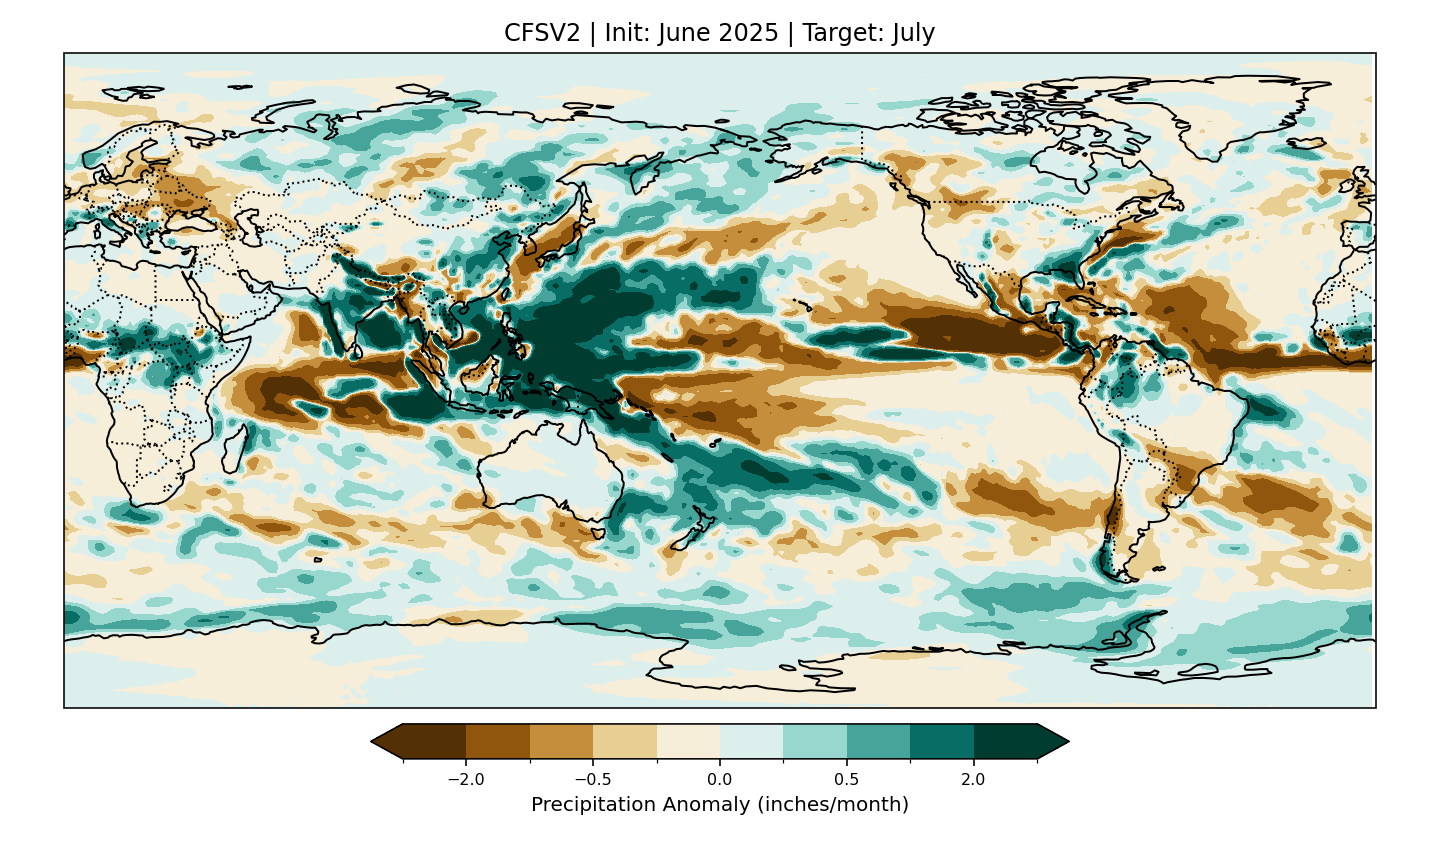 CFSV2 | Init: June 2025 | Target: July
−2.0 −0.5 0.0 0.5 2.0
Precipitation Anomaly (inches/month)